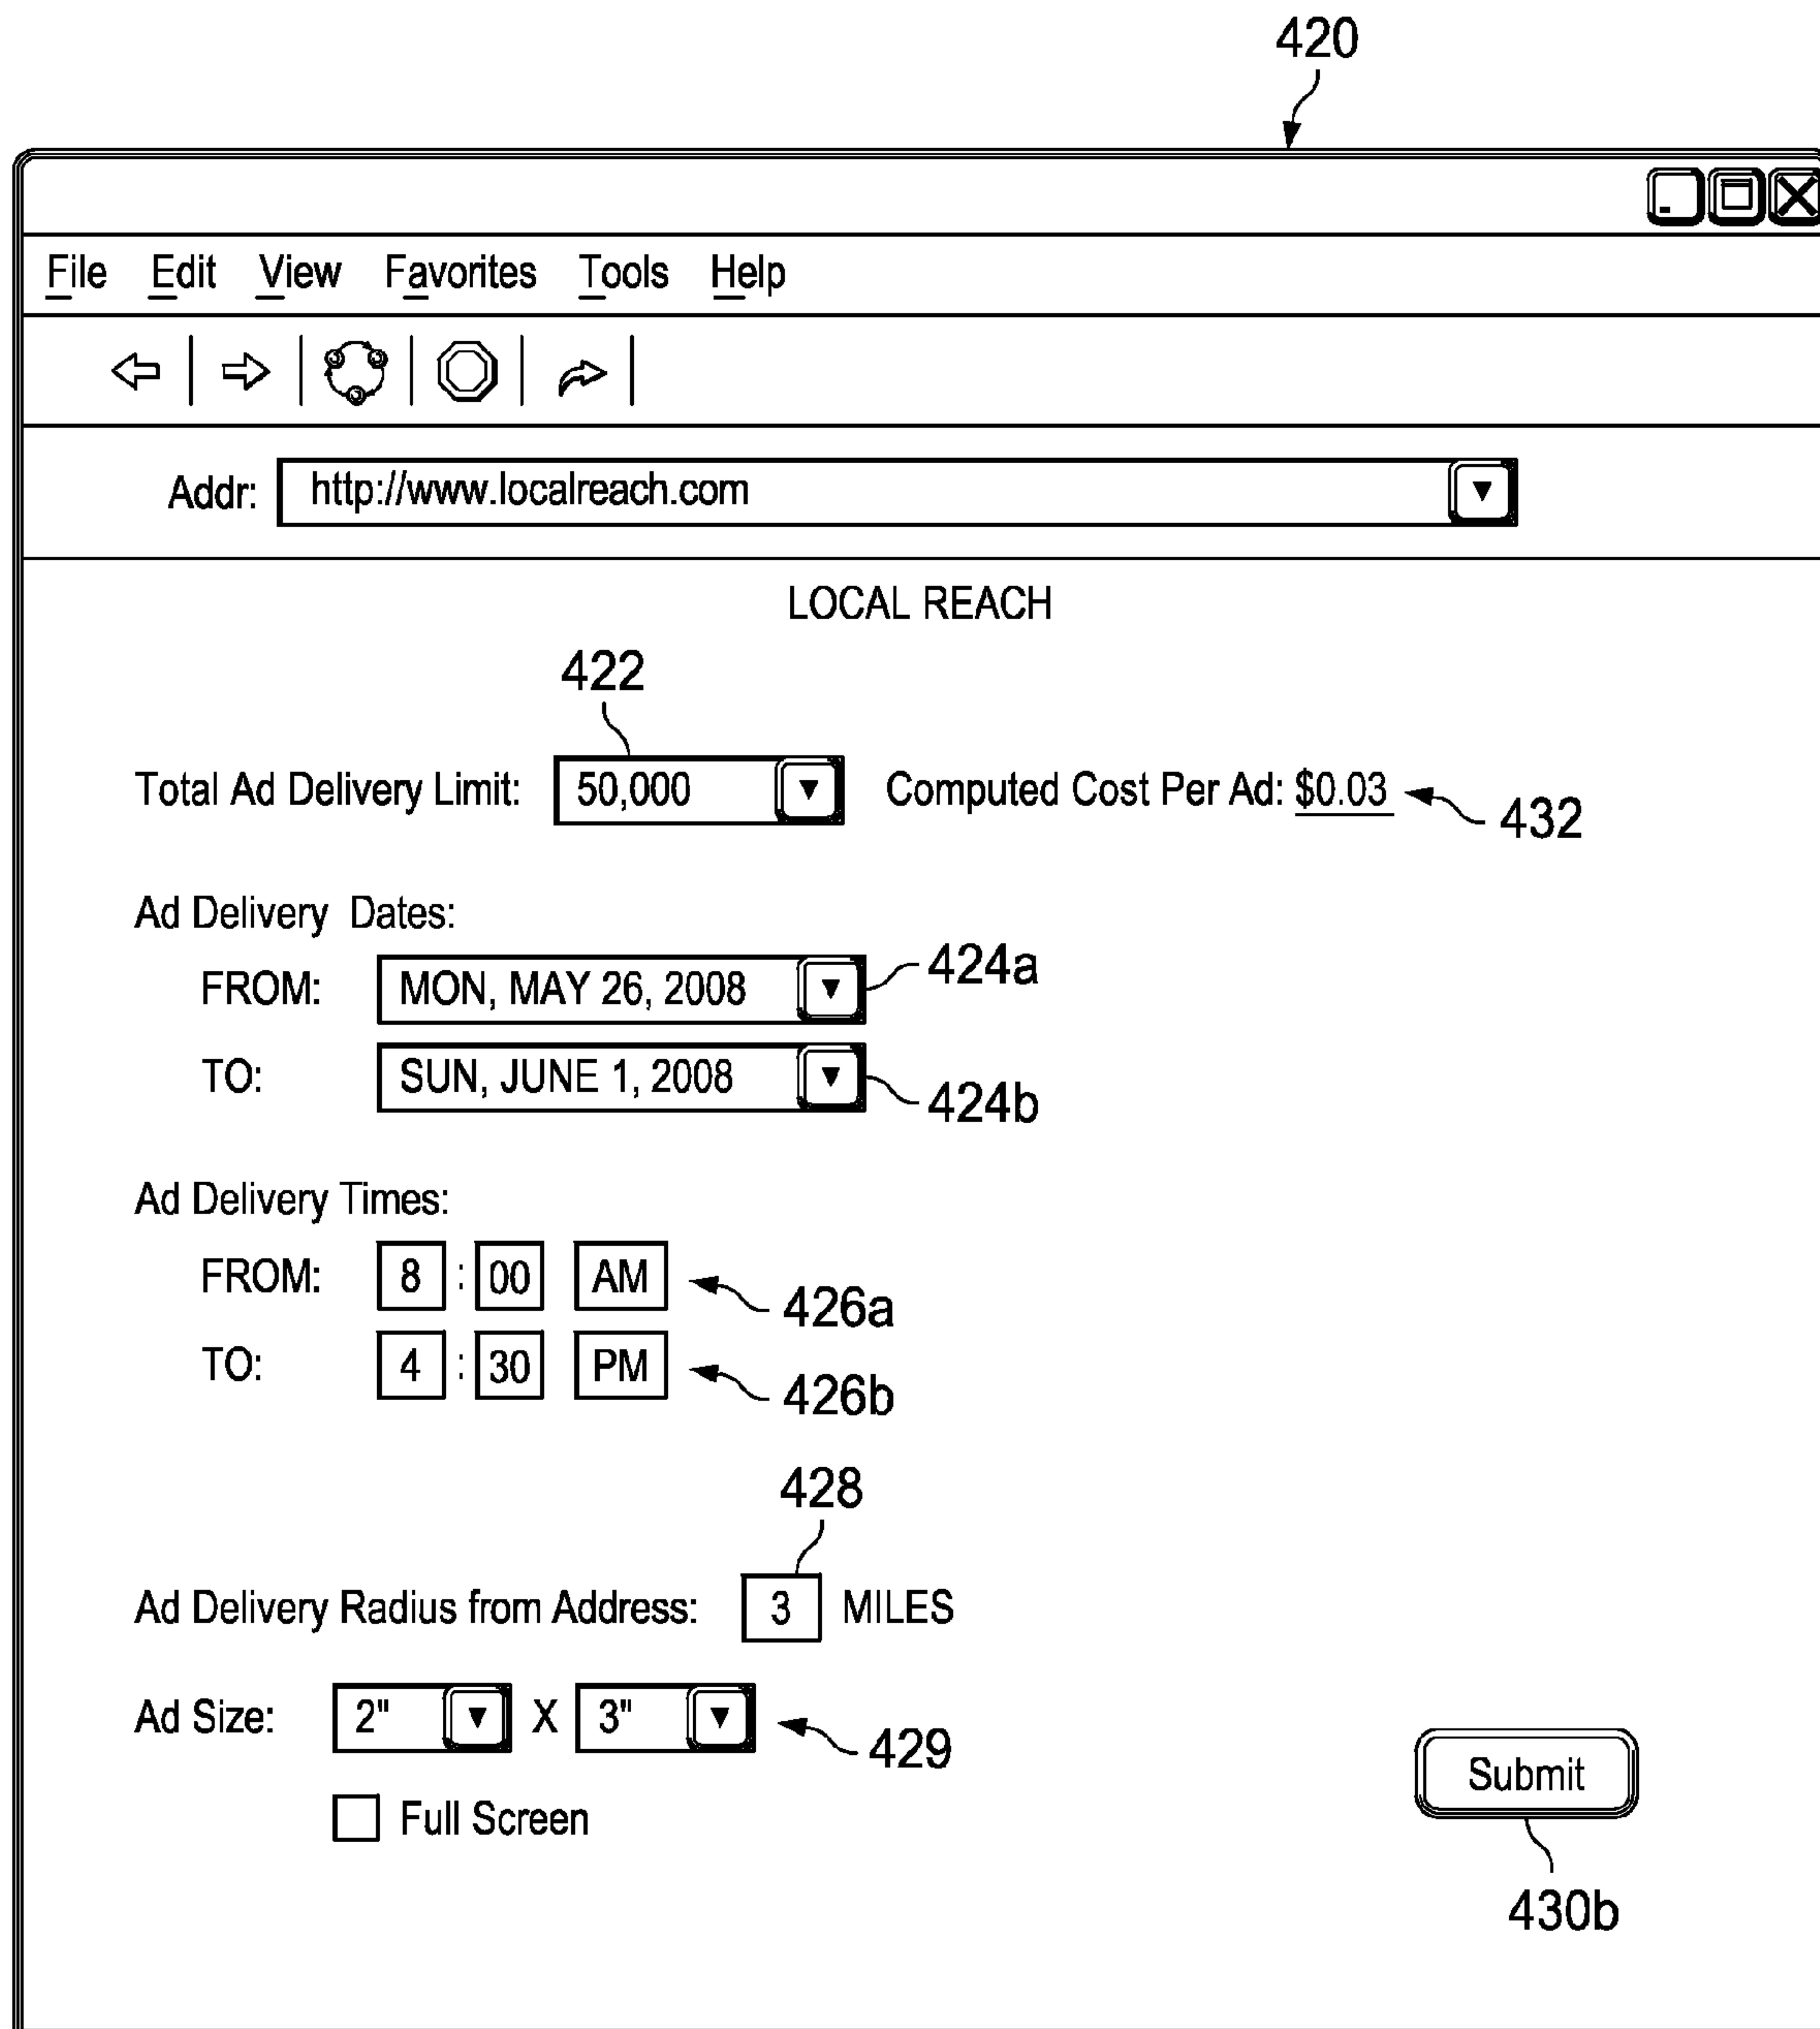 420
File Edit View Favorites Tools Help
Addr: http://www.localreach.com
LOCAL REACH
422
Total Ad Delivery Limit: 50,000 Computed Cost Per Ad: $0.03 432
Ad Delivery Dates:
FROM: MON, MAY 26, 2008 424a
TO: SUN, JUNE 1, 2008 424b
Ad Delivery Times:
FROM: 8 : 00 AM 426a
TO: 4 : 30 PM 426b
428
Ad Delivery Radius from Address: 3 MILES
Ad Size: 2" X 3" 429
Submit
Full Screen
430b